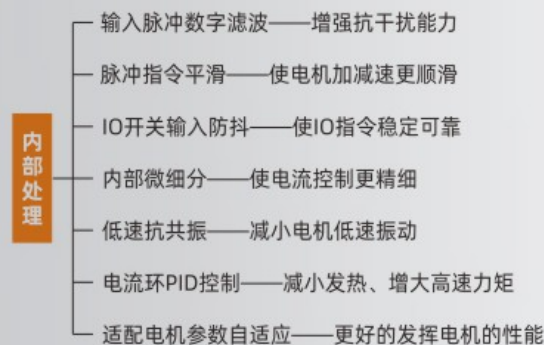 内部处理
输入脉冲数字滤波——增强抗干扰能力
脉冲指令平滑——使电机加减速更顺滑
IO开关输入防抖——使IO指令稳定可靠
内部微细分——使电流控制更精细
低速抗共振——减小电机低速振动
电流环PID控制——减小发热、增大高速力矩
适配电机参数自适应——更好的发挥电机的性能